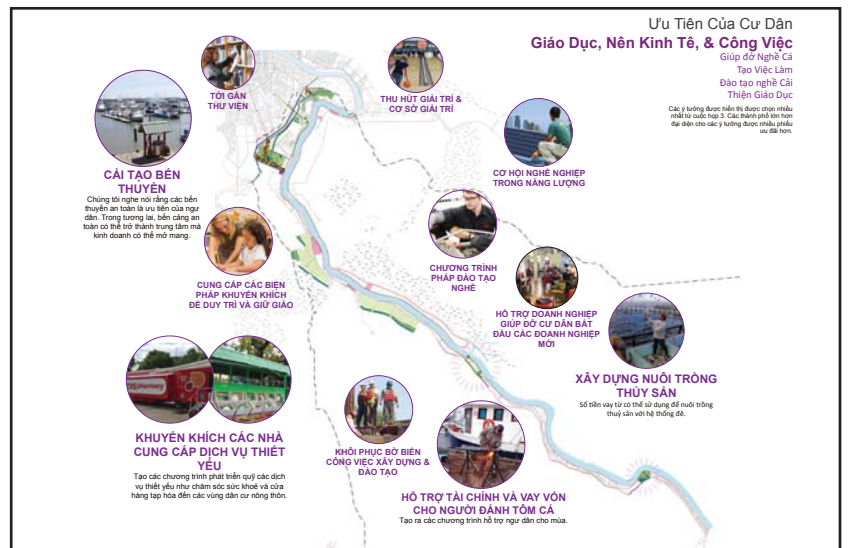 Ưu Tiên Của Cư Dân
Giáo Dục, Nền Kinh Tế, & Công Việc
Giúp đở Nghề Cá
Tạo Việc Làm
Đào tạo nghề Cải
Thiện Giáo Dục
Các ý tưởng được hiển thị được chọn nhiều
nhất từ cuộc họp 3. Các thành phố lớn hơn
đại diện cho các ý tưởng được nhiều phiếu
ưu đãi hơn.
TỚI GẦN
THƯ VIỆN
THU HÚT GIẢI TRÍ &
CƠ SỞ GIẢI TRÍ
CẢI TẠO BẾN
THUYỀN
Chúng tôi nghe nói rằng các bến
thuyền an toàn là ưu tiên của ngư
dân. Trong tương lai, bến cảng an
toàn có thể trở thành trung tâm mà
kinh doanh có thể mở mang.
CƠ HỘI NGHỀ NGHIỆP
TRONG NĂNG LƯỢNG
CUNG CẤP CÁC BIỆN
PHÁP KHUYẾN KHÍCH
ĐỂ DUY TRÌ VÀ GIỮ GIÁO
CHƯƠNG TRÌNH
PHÁP ĐÀO TẠO
NGHỀ
HỖ TRỢ DOANH NGHIỆP
GIÚP ĐỠ CƯ DÂN BẮT
ĐẦU CÁC DOANH NGHIỆP
MỚI
XÂY DỰNG NUÔI TRỒNG
THỦY SẢN
Số tiền vay từ có thể sử dụng để nuôi trồng
thuỷ sản với hệ thống đê.
pharmacy
KHUYẾN KHÍCH CÁC NHÀ
CUNG CẤP DỊCH VỤ THIẾT
YẾU
Tạo các chương trình phát triển quỹ các dịch
vụ thiết yếu như chăm sóc sức khoẻ và cửa
hàng tạp hóa đến các vùng dân cư nông thôn.
KHÔI PHỤC BỜ BIỂN
CÔNG VIỆC XÂY DỰNG &
ĐÀO TẠO
HỖ TRỢ TÀI CHÍNH VÀ VAY VỐN
CHO NGƯỜI ĐÁNH TÔM CÁ
Tạo ra các chương trình hỗ trợ ngư dân cho mùa.